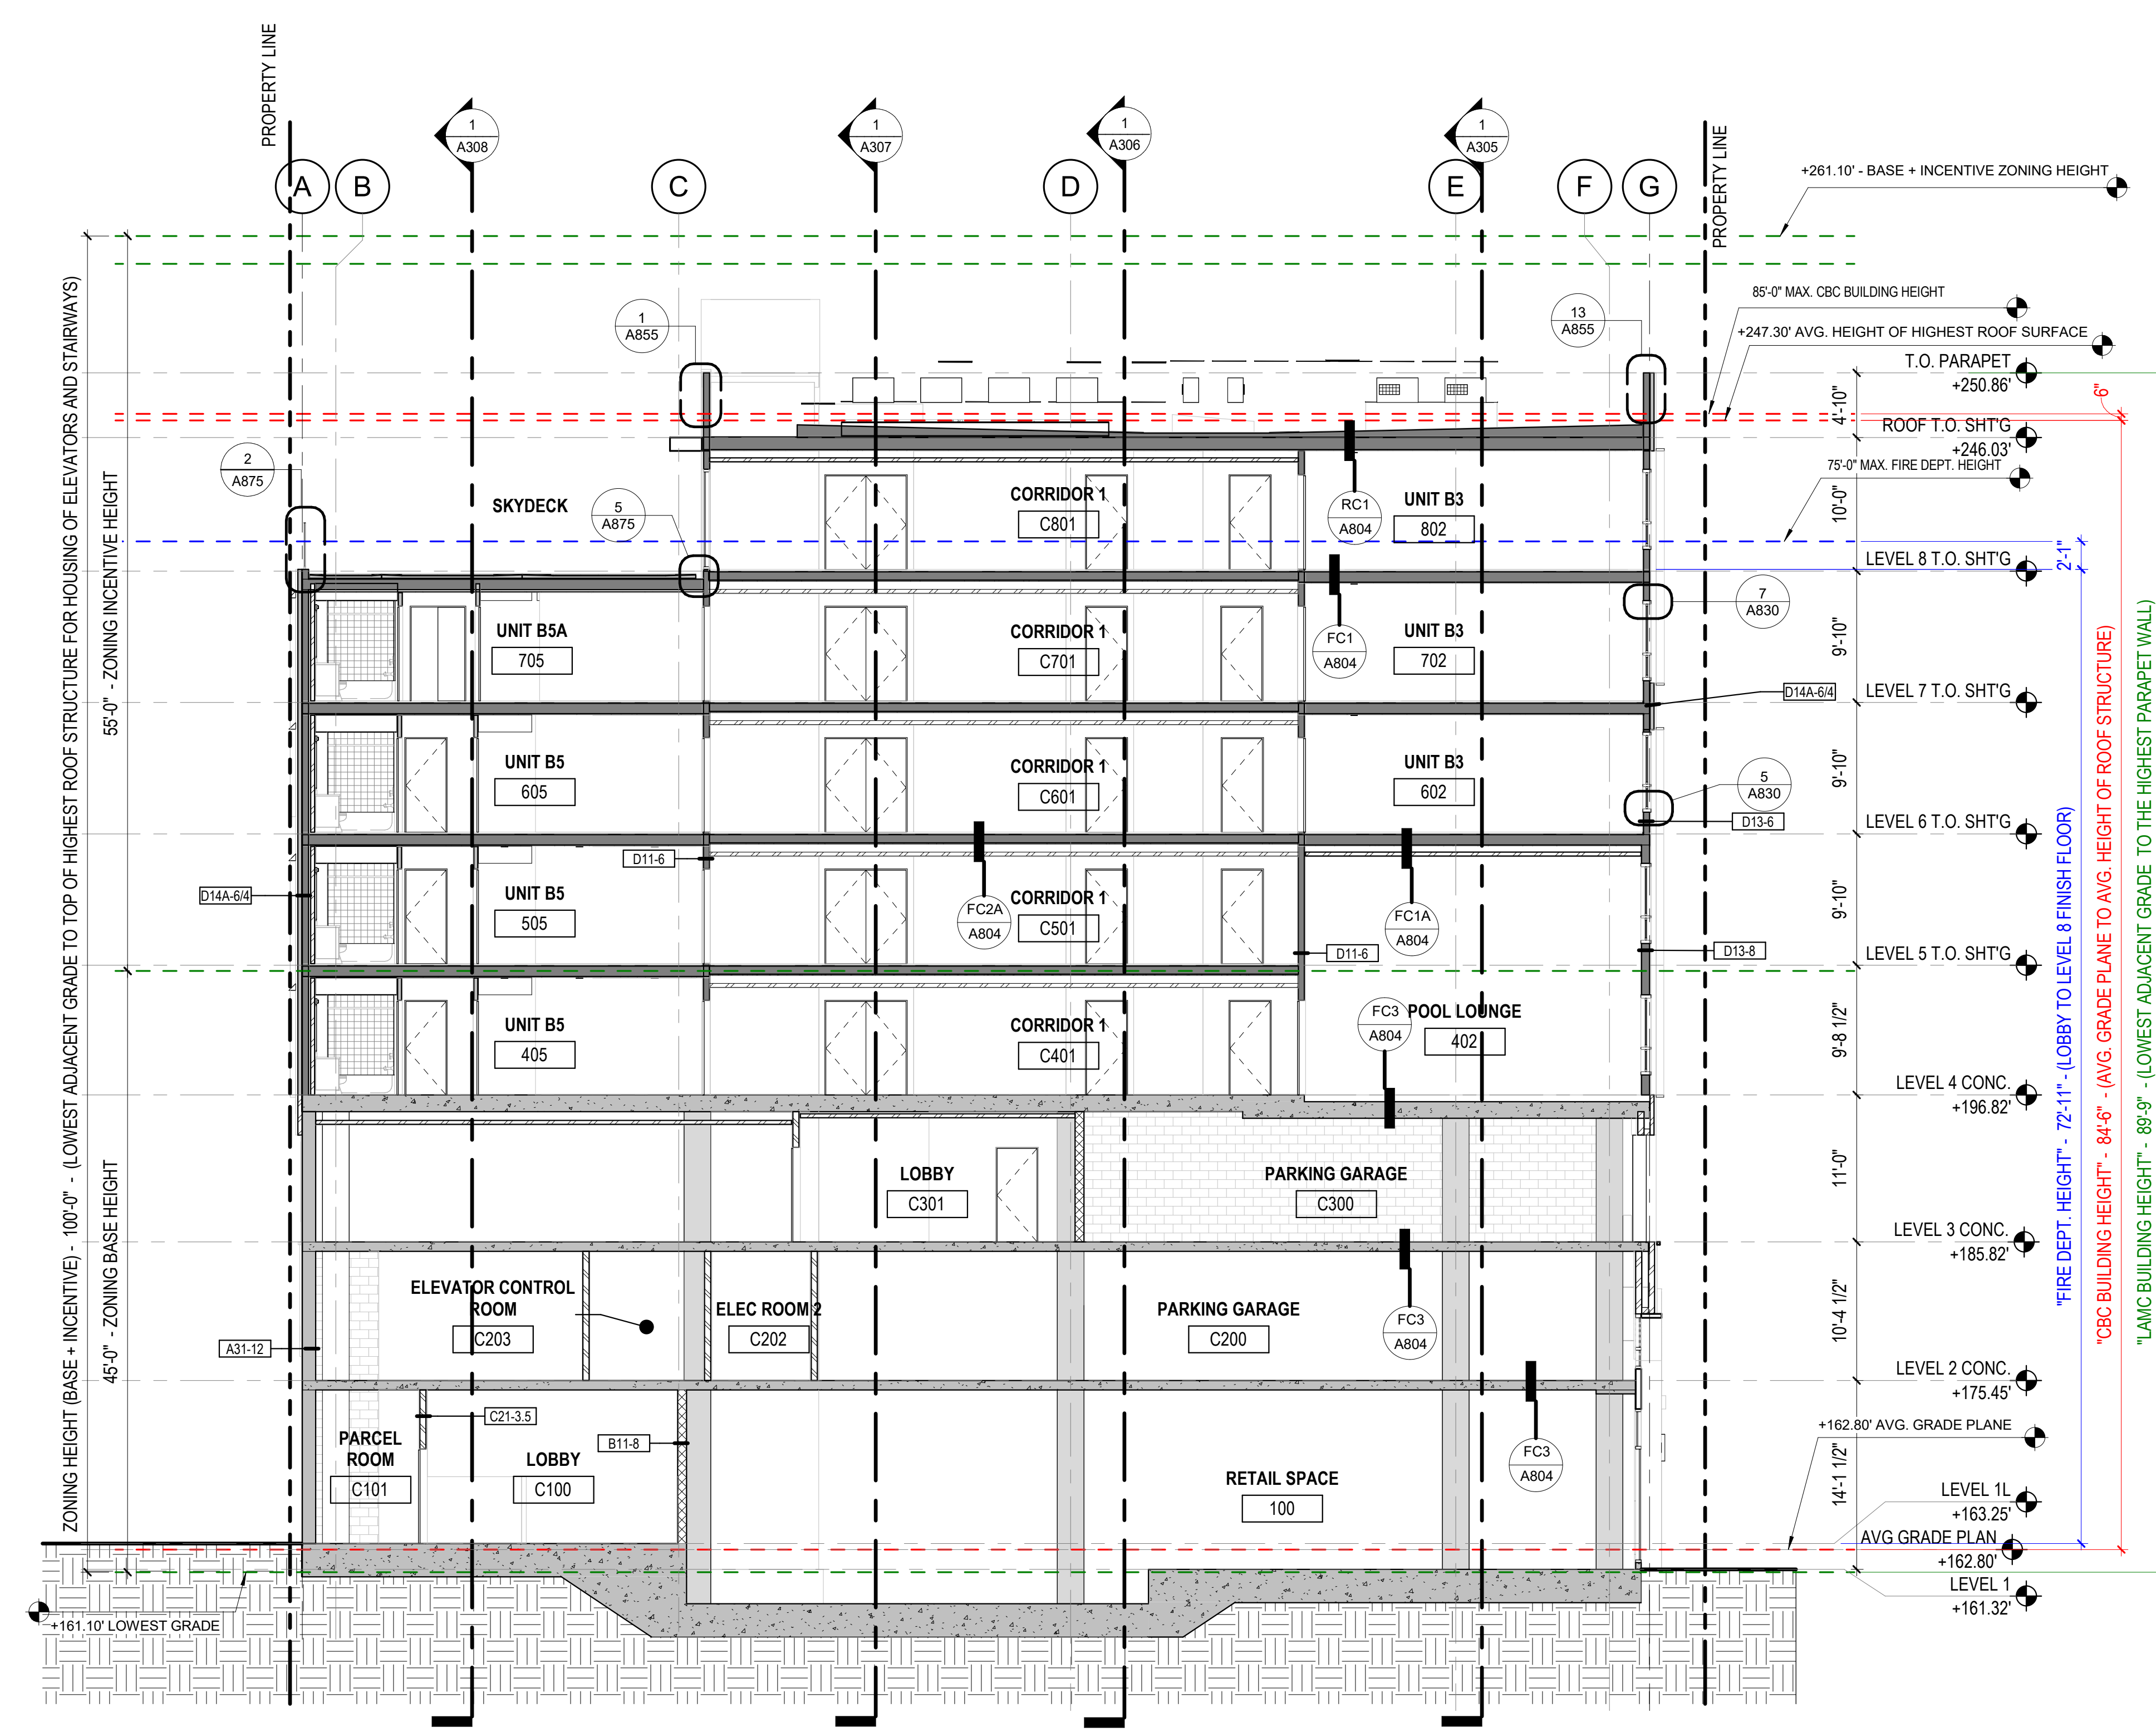 PROPERTY LINE
PROPERTY LINE
1
A308
1
A307
1
A306
1
A305
A
B
C
D
E
F
G
+261.10' - BASE + INCENTIVE ZONING HEIGHT
85'-0" MAX. CBC BUILDING HEIGHT
+247.30' AVG. HEIGHT OF HIGHEST ROOF SURFACE
T.O. PARAPET
+250.86'
ROOF T.O. SHT'G
+246.03'
75'-0" MAX. FIRE DEPT. HEIGHT
LEVEL 8 T.O. SHT'G
LEVEL 7 T.O. SHT'G
LEVEL 6 T.O. SHT'G
LEVEL 5 T.O. SHT'G
LEVEL 4 CONC.
+196.82'
LEVEL 3 CONC.
+185.82'
LEVEL 2 CONC.
+175.45'
+162.80' AVG. GRADE PLANE
LEVEL 1L
+163.25'
AVG GRADE PLAN
+162.80'
LEVEL 1
+161.32'
4'-10"
10'-0"
9'-10"
9'-10"
9'-10"
9'-8 1/2"
11'-0"
10'-4 1/2"
14'-1 1/2"
6"
2'-1"
"FIRE DEPT. HEIGHT" - 72'-11" - (LOBBY TO LEVEL 8 FINISH FLOOR)
"CBC BUILDING HEIGHT" - 84'-6" - (AVG. GRADE PLANE TO AVG. HEIGHT OF ROOF STRUCTURE)
"LAMC BUILDING HEIGHT" - 89'-9" - (LOWEST ADJACENT GRADE TO THE HIGHEST PARAPET WALL)
ZONING HEIGHT (BASE + INCENTIVE) - 100'-0" - (LOWEST ADJACENT GRADE TO TOP OF HIGHEST ROOF STRUCTURE FOR HOUSING OF ELEVATORS AND STAIRWAYS)
55'-0" - ZONING INCENTIVE HEIGHT
45'-0" - ZONING BASE HEIGHT
+161.10' LOWEST GRADE
1
A855
13
A855
2
A875
5
A875
7
A830
5
A830
SKYDECK
CORRIDOR 1
C801
RC1
A804
UNIT B3
802
UNIT B5A
705
CORRIDOR 1
C701
FC1
A804
UNIT B3
702
D14A-6/4
UNIT B5
605
CORRIDOR 1
C601
UNIT B3
602
D13-6
D14A-6/4
D11-6
UNIT B5
505
FC2A
A804
CORRIDOR 1
C501
FC1A
A804
D11-6
D13-8
UNIT B5
405
CORRIDOR 1
C401
FC3
A804
POOL LOUNGE
402
LOBBY
C301
PARKING GARAGE
C300
ELEVATOR CONTROL
ROOM
C203
ELEC ROOM 2
C202
PARKING GARAGE
C200
FC3
A804
A31-12
C21-3.5
PARCEL
ROOM
C101
LOBBY
C100
B11-8
RETAIL SPACE
100
FC3
A804